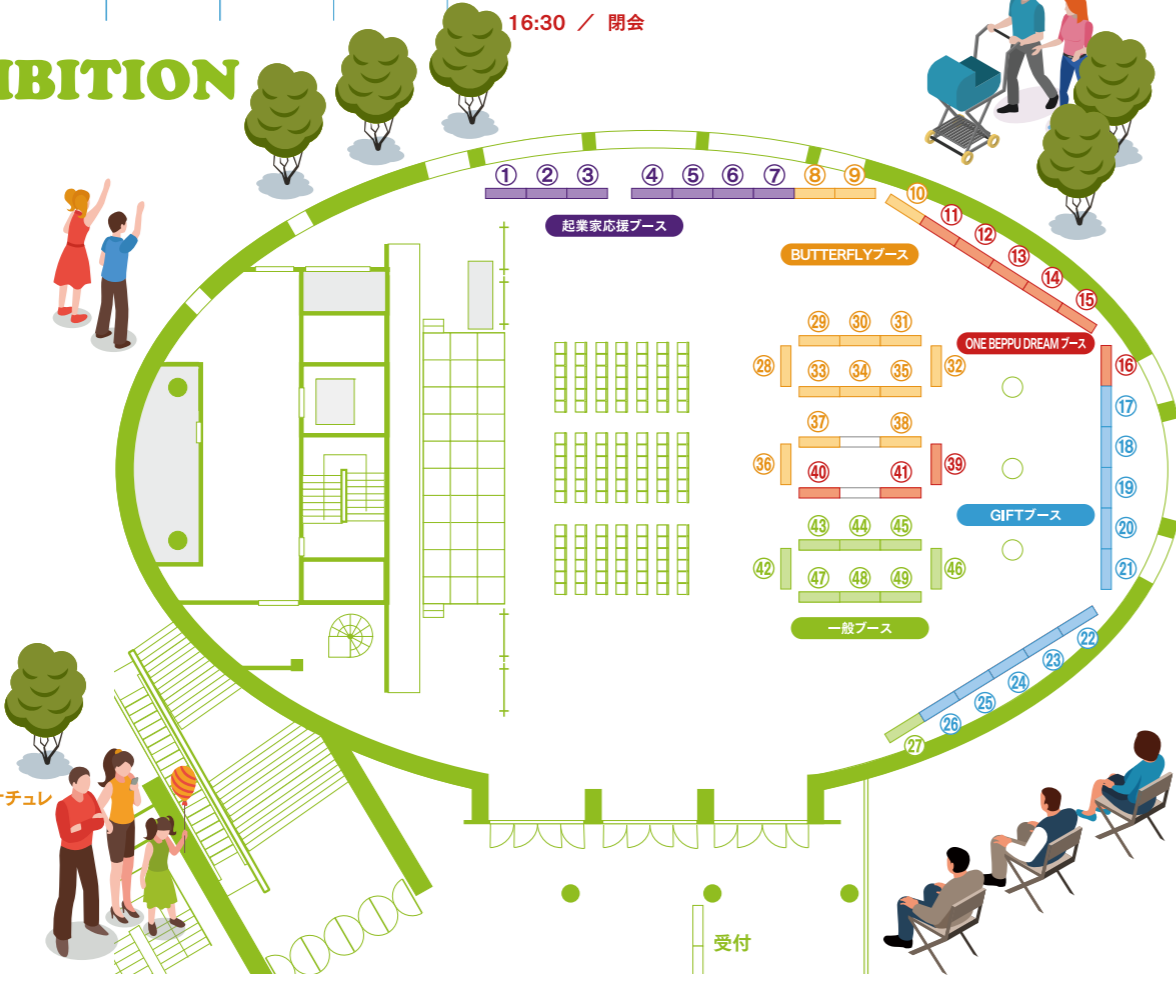 16:30 ／ 閉会
IBITION
① ② ③ ④ ⑤ ⑥ ⑦ ⑧ ⑨
⑩
⑪
⑫
⑬
⑭
⑮
起業家応援ブース
BUTTERFLYブース
㉙ ㉚ ㉛
ONE BEPPU DREAM ブース
㉘ ㉝ ㉞ ㉟ ㉜
⑯
⑰
㊲ ㊳
⑱
㊱ ㊵ ㊶ ㊴
⑲
GIFTブース
㊸ ㊹ ㊺
⑳
㊷ ㊼ ㊽ ㊾ ㊻
㉑
一般ブース
㉒
㉓
㉔
㉕
㉖
㉗
チュレ
受付